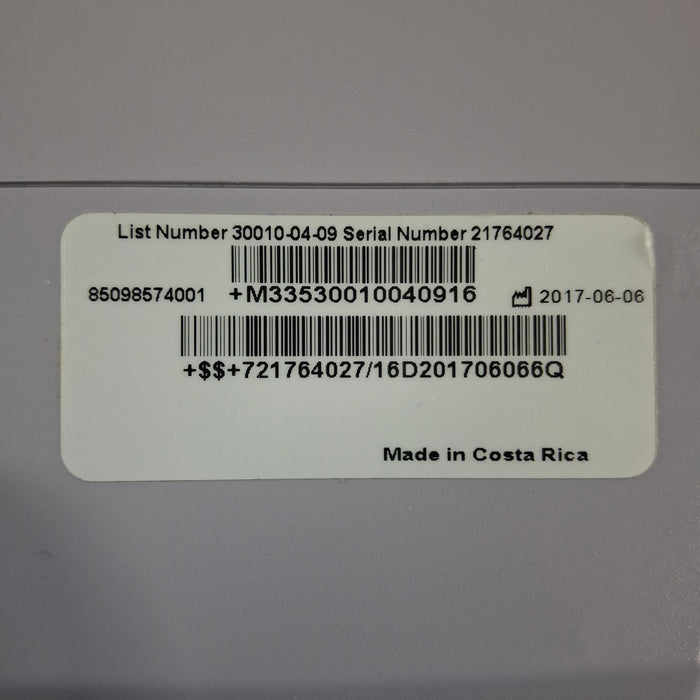 List Number 30010-04-09 Serial Number 21764027
85098574001 +M33530010040916 2017-06-06
+$$+721764027/16D201706066Q
Made in Costa Rica